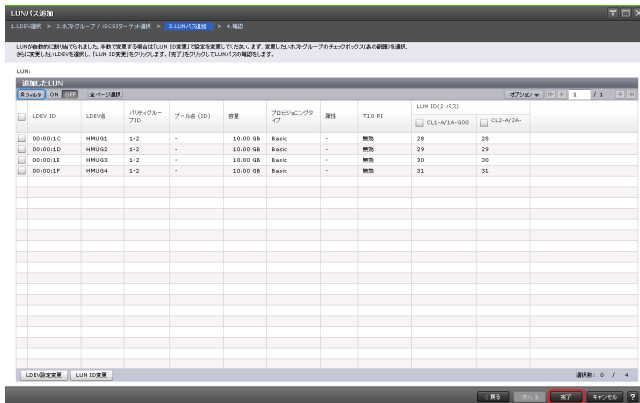 LUNパス追加
1.LDEV選択 > 2.ホストグループ / iSCSIターゲット選択 > 3.LUNパス追加 > 4.確認
LUNが自動的に割り当てられました。手動で変更する場合は「LUN ID変更」で設定を変更してください。まず、変更したいホストグループのチェックボックス(表の右側)を選択、
さらに変更したいLDEVを選択し、「LUN ID変更」をクリックします。「完了」をクリックしてLUNパスの確認をします。
LUN:
追加したLUN
フィルタ ON OFF 全ページ選択 オプション 1 / 1
LDEV ID LDEV名 パリティグループID プール名 (ID) 容量 プロビジョニングタイプ 属性 T10 PI LUN ID(2 パス)
CL1-A/1A-G00 CL2-A/2A-
00:00:1C HMUG1 1-2 - 10.00 GB Basic - 無効 28 28
00:00:1D HMUG2 1-2 - 10.00 GB Basic - 無効 29 29
00:00:1E HMUG3 1-2 - 10.00 GB Basic - 無効 30 30
00:00:1F HMUG4 1-2 - 10.00 GB Basic - 無効 31 31
LDEV設定変更 LUN ID変更 選択数: 0 / 4
戻る 次へ 完了 キャンセル ?